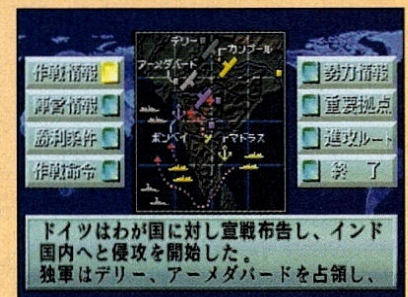 作戦情報
陣営情報
勝利条件
作戦命令
デリー
カンプール
アーメダバード
ボンベイ
マドラス
勢力情報
重要拠点
進攻ルート
終 了
ドイツはわが国に対し宣戦布告し、インド
国内へと侵攻を開始した。
独軍はデリー、アーメダバードを占領し、